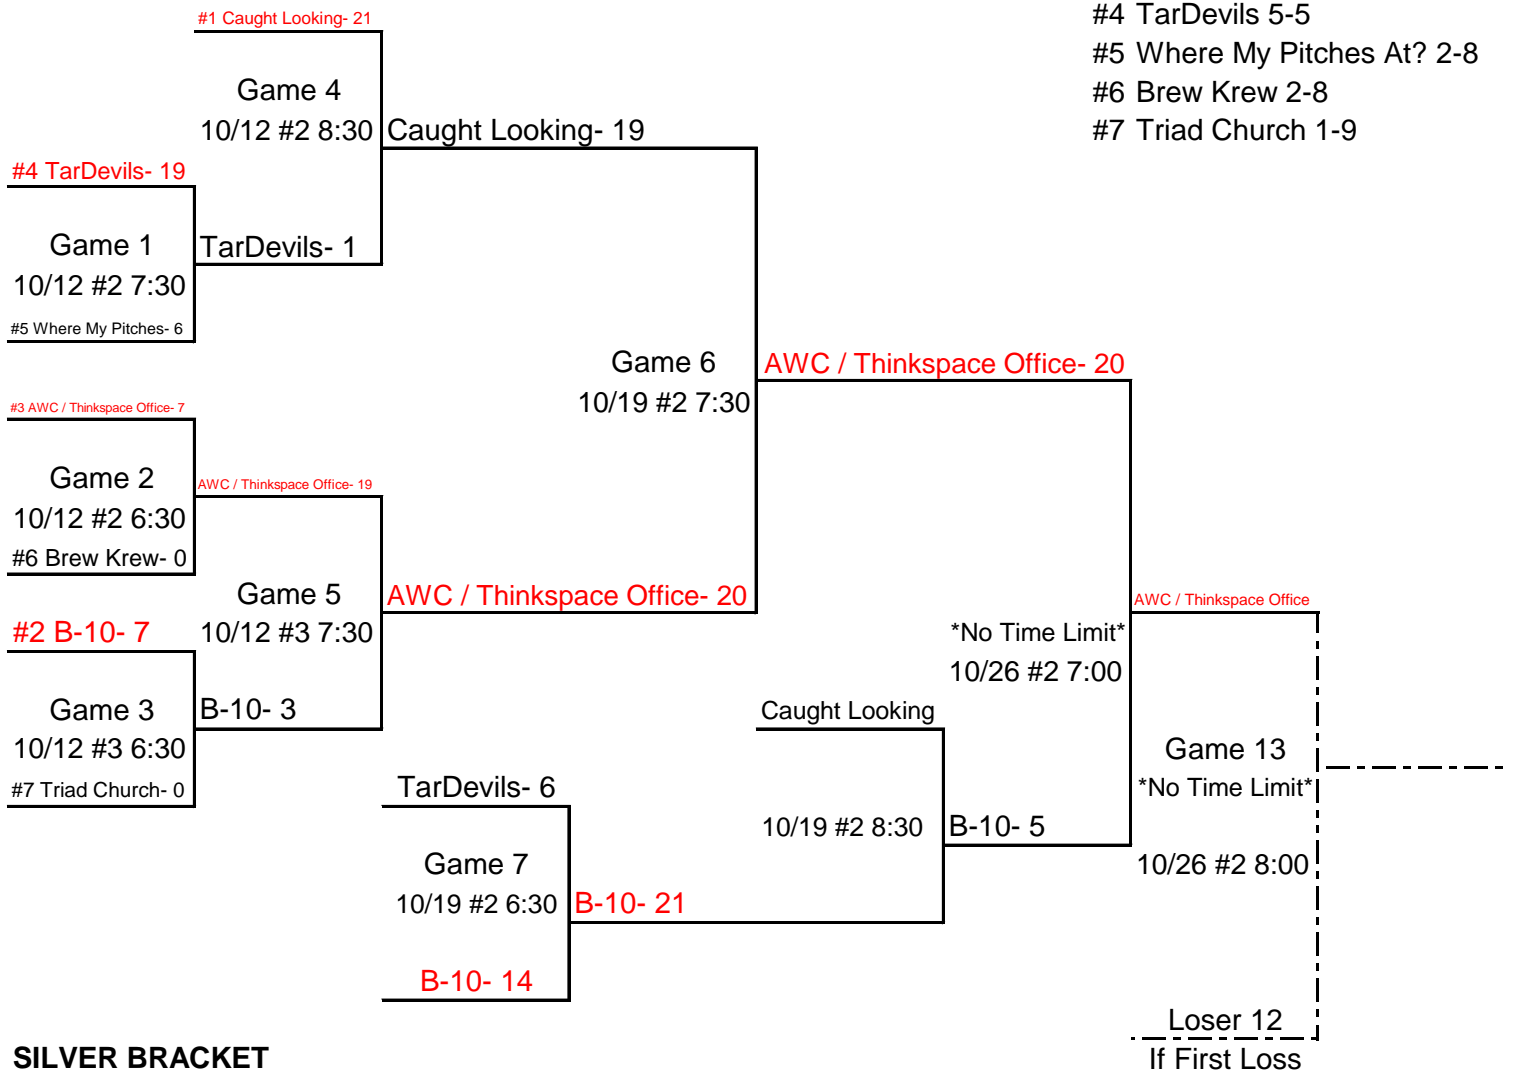 #1 Caught Looking- 21
#4 TarDevils 5-5
#5 Where My Pitches At? 2-8
#6 Brew Krew 2-8
#7 Triad Church 1-9
Game 4
10/12 #2 8:30
Caught Looking- 19
#4 TarDevils- 19
Game 1
TarDevils- 1
10/12 #2 7:30
#5 Where My Pitches- 6
Game 6
AWC / Thinkspace Office- 20
10/19 #2 7:30
#3 AWC / Thinkspace Office- 7
Game 2
AWC / Thinkspace Office- 19
10/12 #2 6:30
#6 Brew Krew- 0
Game 5
AWC / Thinkspace Office- 20
AWC / Thinkspace Office
#2 B-10- 7
10/12 #3 7:30
*No Time Limit*
10/26 #2 7:00
Game 3
B-10- 3
Caught Looking
10/12 #3 6:30
Game 13
#7 Triad Church- 0
TarDevils- 6
*No Time Limit*
10/19 #2 8:30
B-10- 5
Game 7
10/26 #2 8:00
10/19 #2 6:30
B-10- 21
B-10- 14
Loser 12
SILVER BRACKET
If First Loss